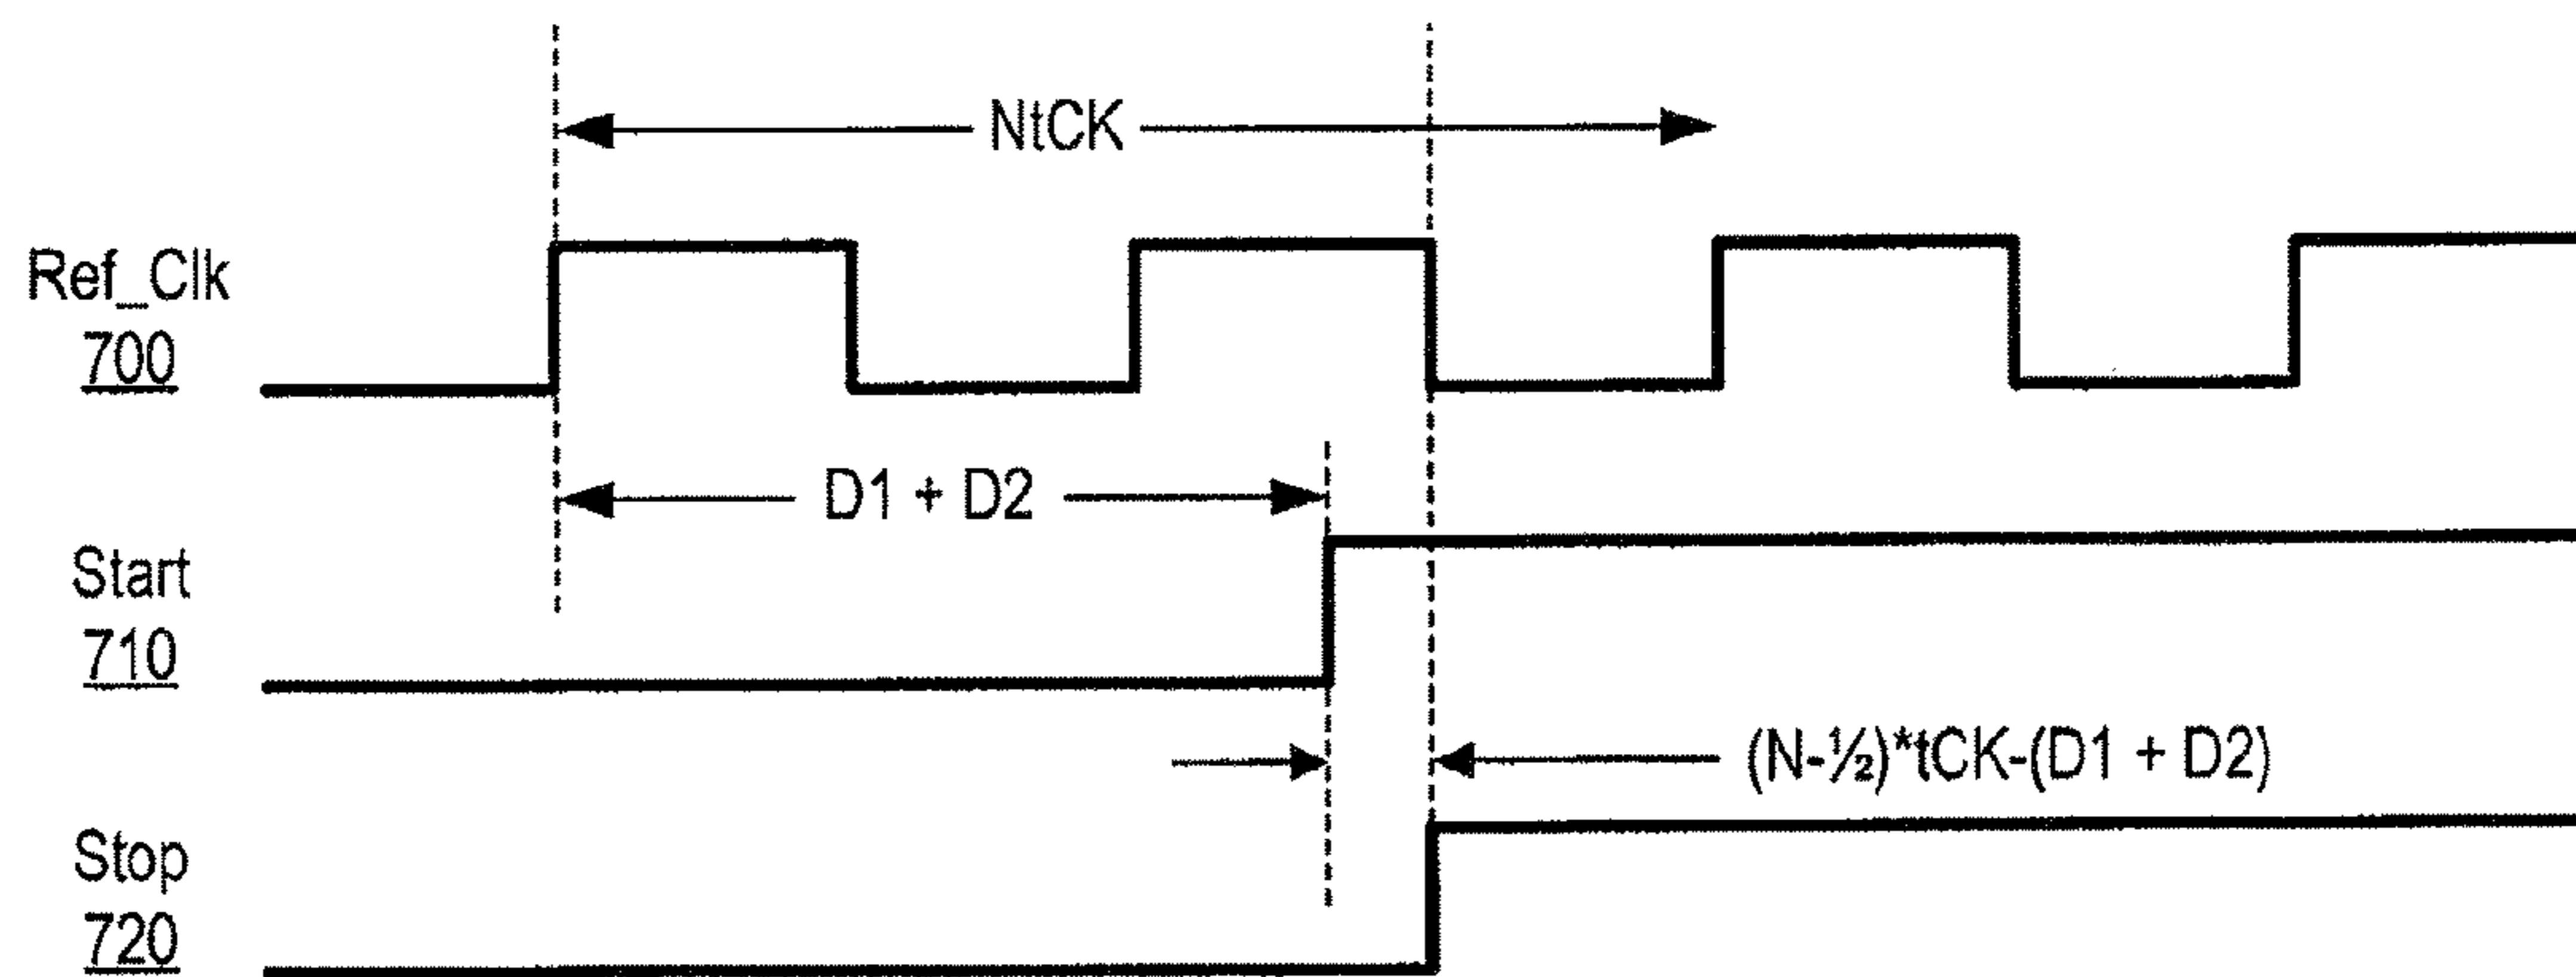 NtCK
Ref_Clk
700
D1 + D2
Start
710
(N-½)*tCK-(D1 + D2)
Stop
720